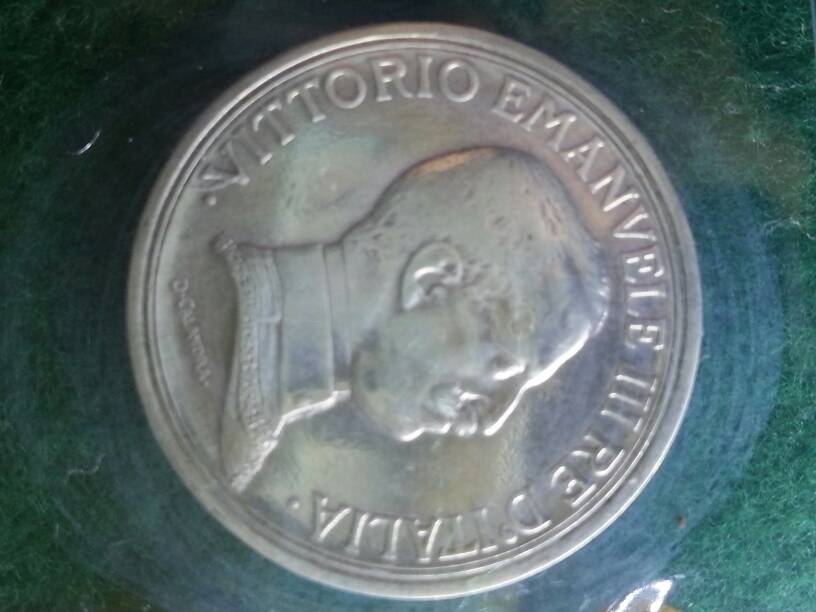 · VITTORIO EMANVELE III RE D'ITALIA ·